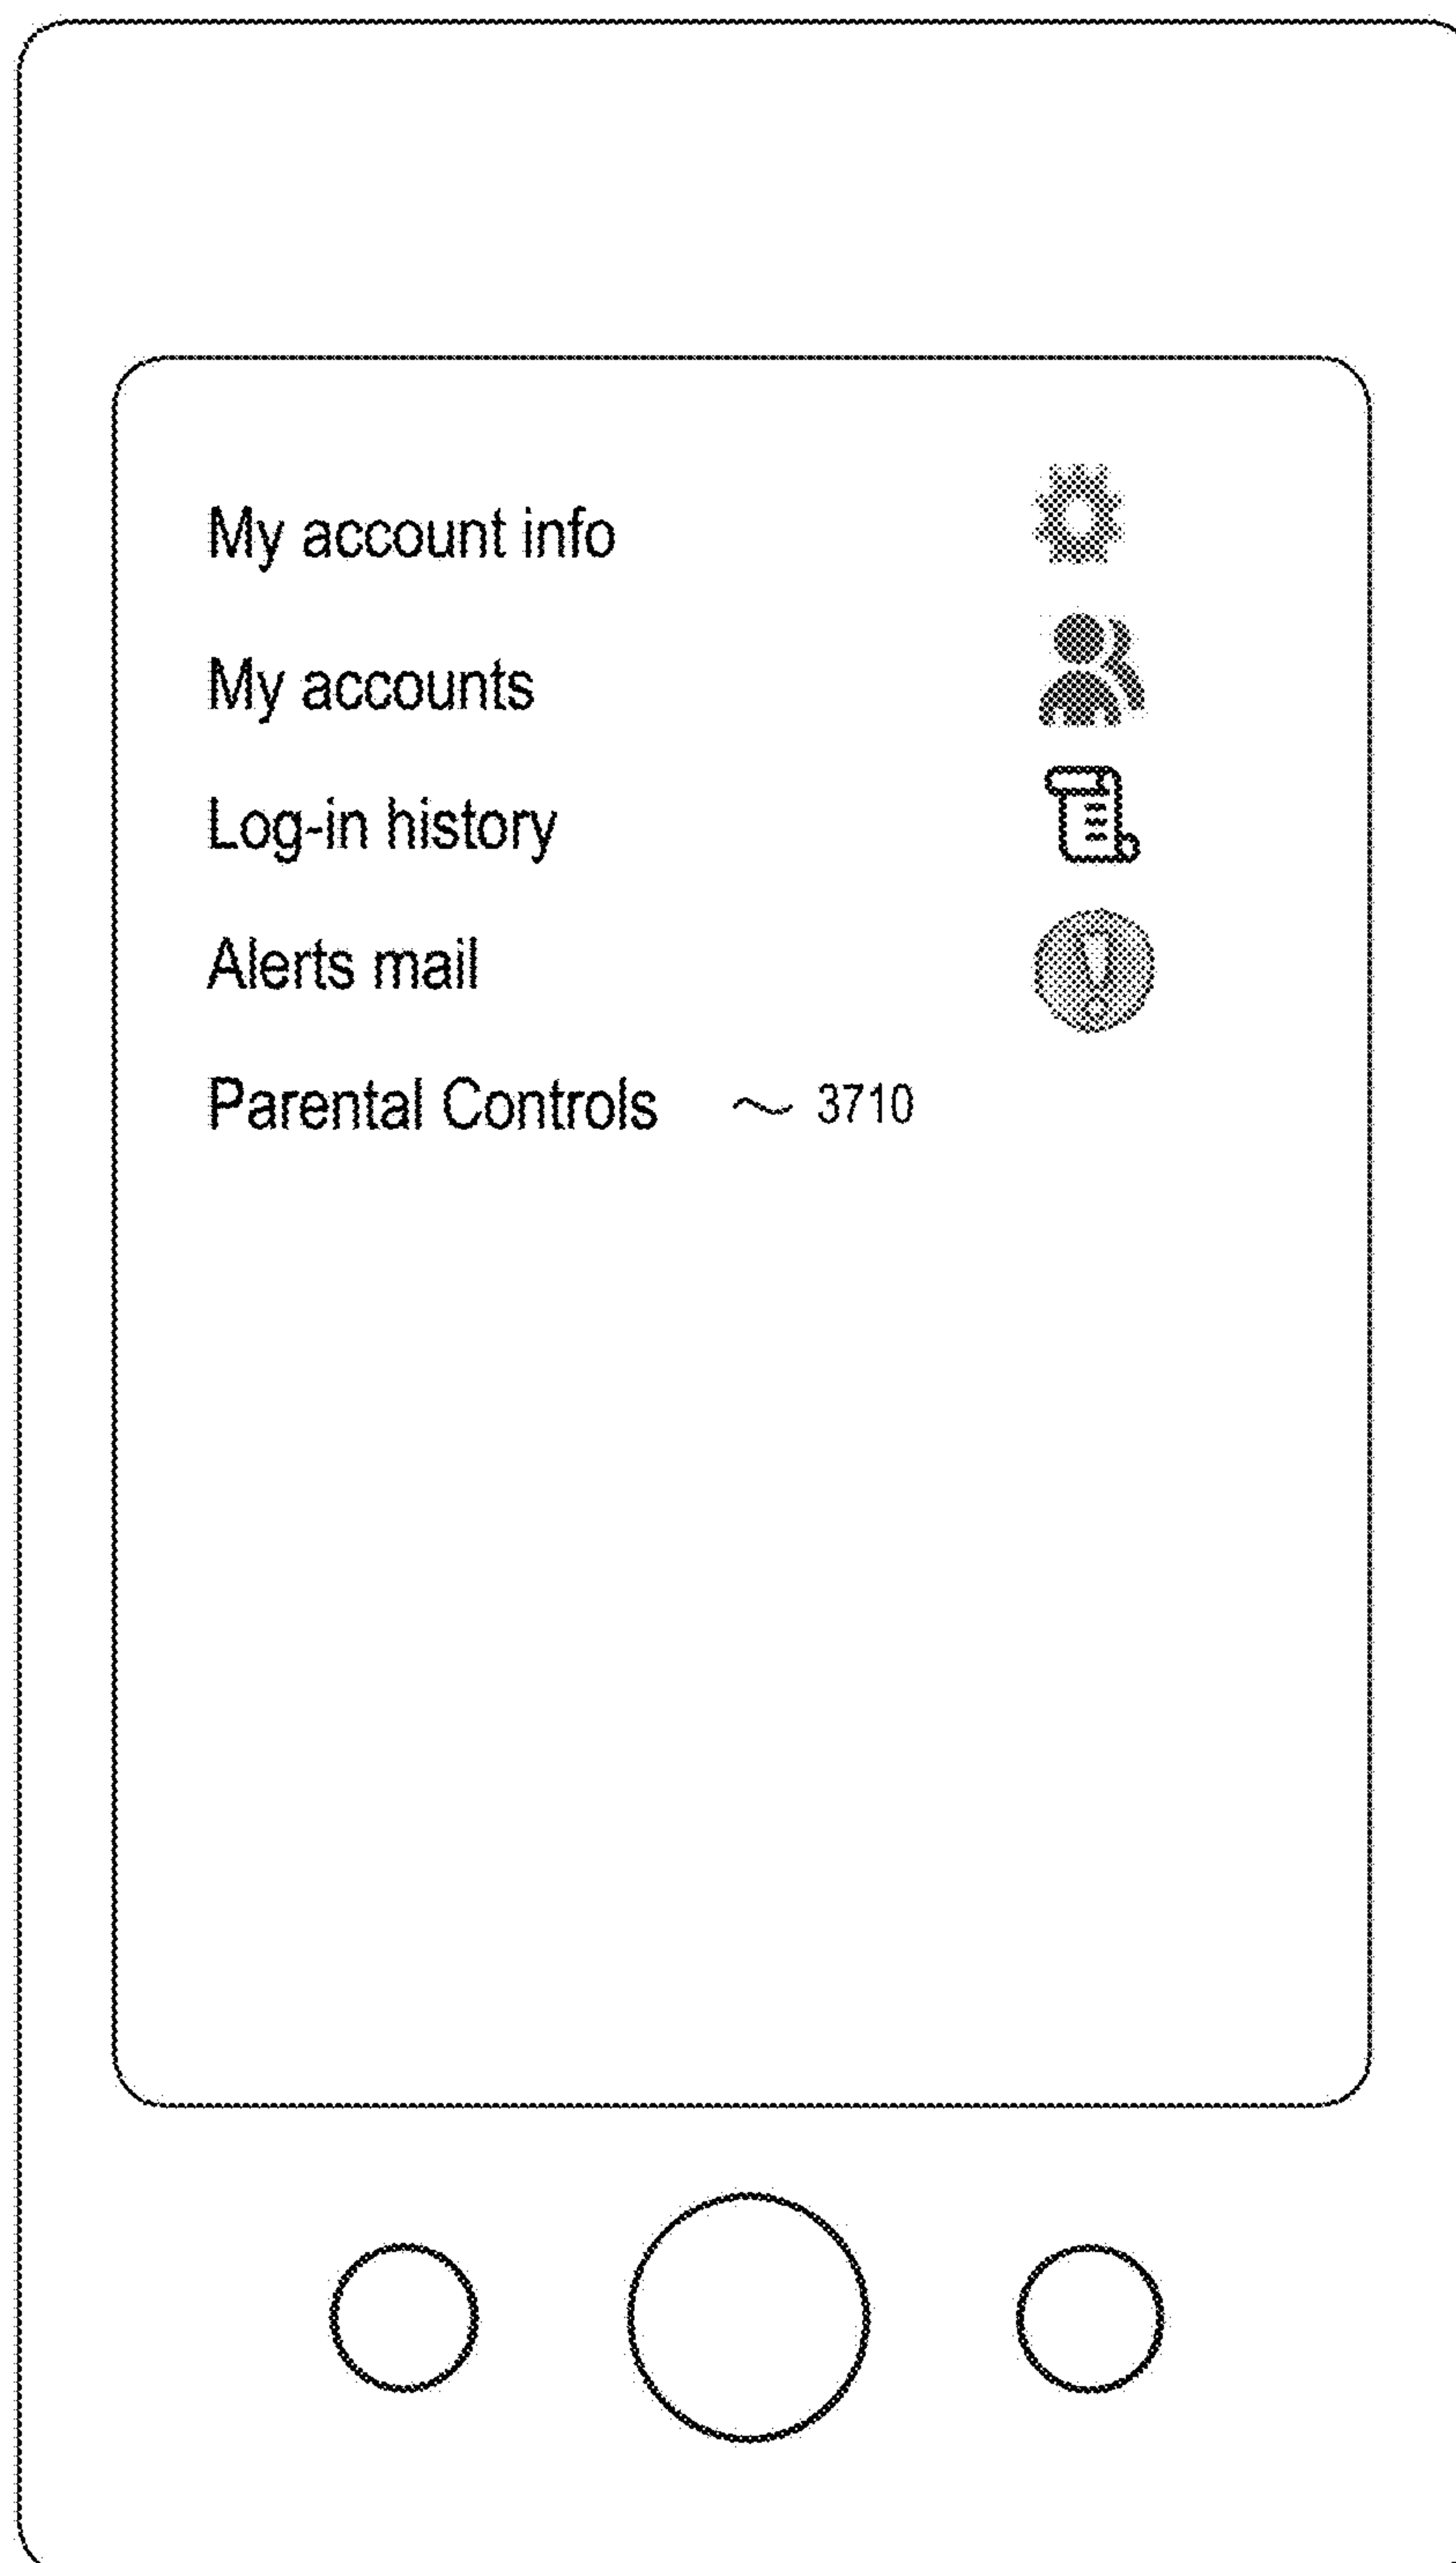 My account info
My accounts
Log-in history
Alerts mail
Parental Controls ~ 3710